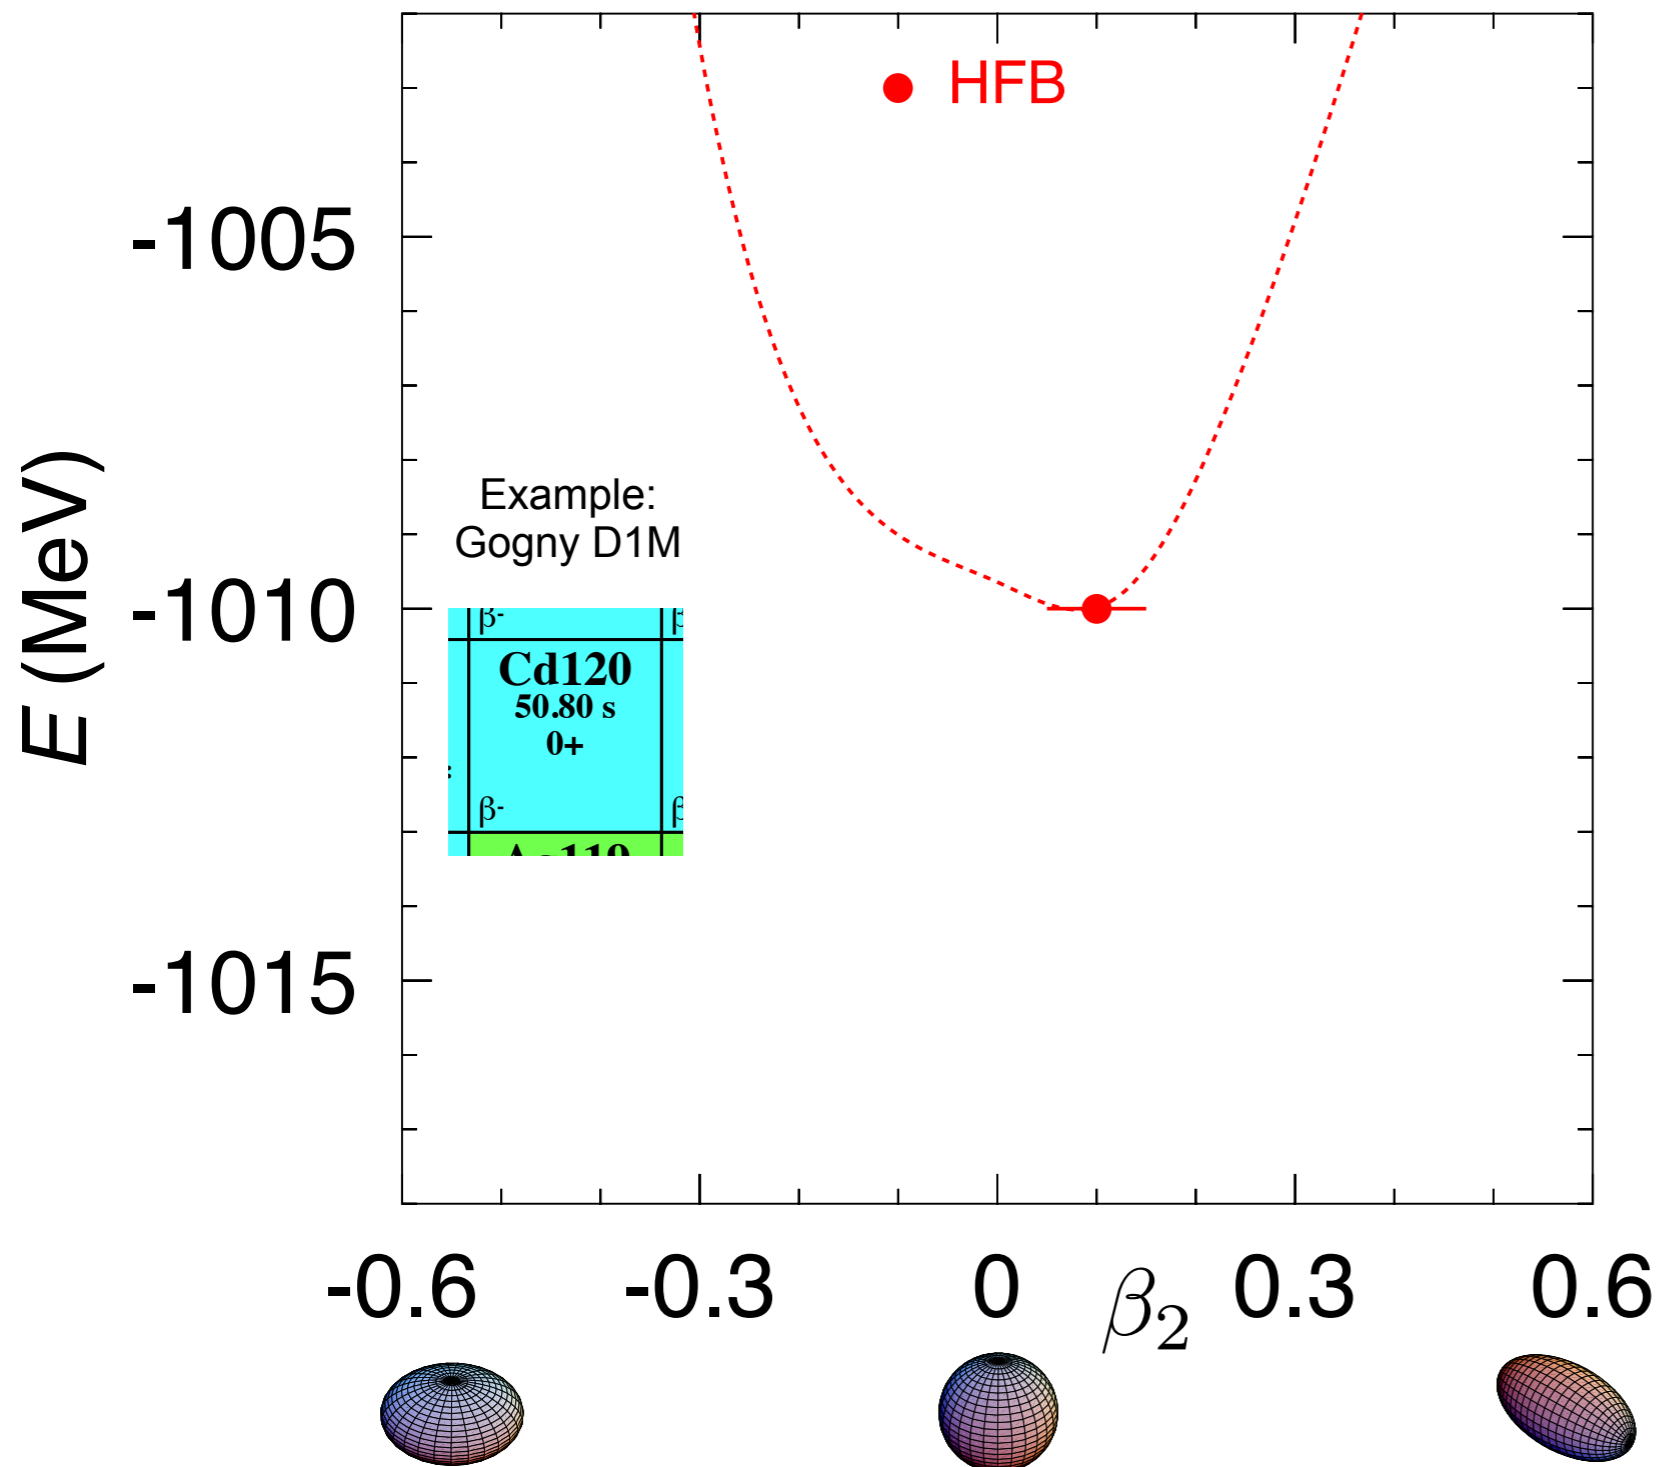 HFB
-1005
Example:
Gogny D1M
E (MeV)
-1010
β-
Cd120
50.80 s
0+
β-
-1015
-0.6
-0.3
0
β2
0.3
0.6